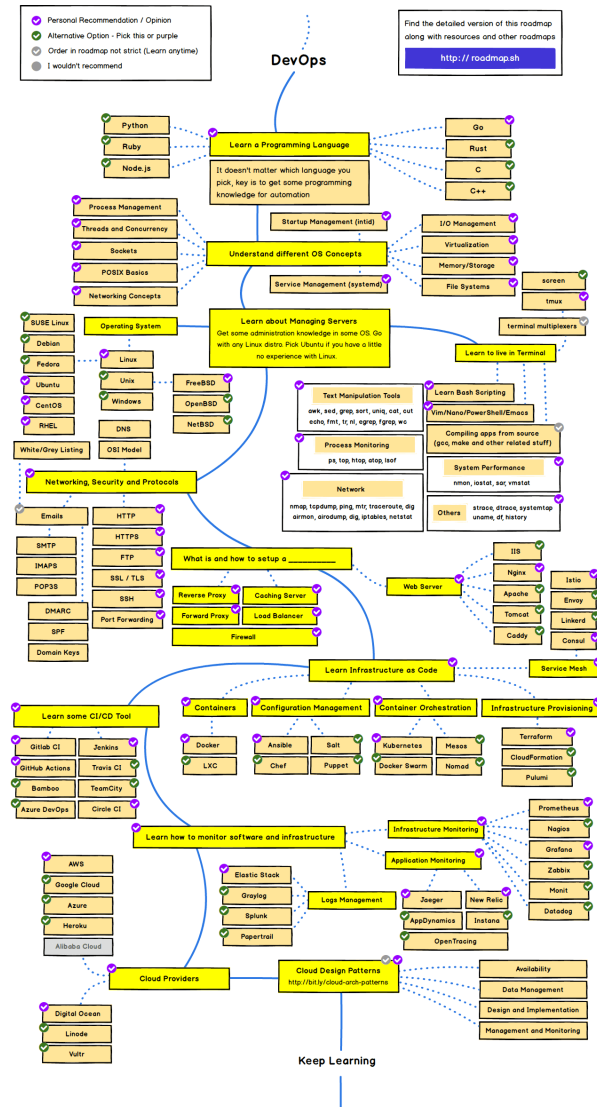 Personal Recommendation / Opinion
Alternative Option - Pick this or purple
Order in roadmap not strict (Learn anytime)
I wouldn't recommend
Find the detailed version of this roadmap
along with resources and other roadmaps
http://roadmap.sh
DevOps
Python
Ruby
Node.js
Learn a Programming Language
It doesn't matter which language you
pick, key is to get some programming
knowledge for automation
Go
Rust
C
C++
Process Management
Threads and Concurrency
Sockets
POSIX Basics
Networking Concepts
Startup Management (intid)
Understand different OS Concepts
Service Management (systemd)
I/O Management
Virtualization
Memory/Storage
File Systems
screen
tmux
terminal multiplexers
Learn to live in Terminal
SUSE Linux
Debian
Fedora
Ubuntu
CentOS
RHEL
Operating System
Linux
Unix
Windows
FreeBSD
OpenBSD
NetBSD
Learn about Managing Servers
Get some administration knowledge in some OS. Go
with any Linux distro. Pick Ubuntu if you have a little
no experience with Linux.
Text Manipulation Tools
awk, sed, grep, sort, uniq, cat, cut
echo, fmt, tr, nl, egrep, fgrep, wc
Process Monitoring
ps, top, htop, atop, lsof
Network
nmap, tcpdump, ping, mtr, traceroute, dig
airmon, airodump, dig, iptables, netstat
Learn Bash Scripting
Vim/Nano/PowerShell/Emacs
Compiling apps from source
(gcc, make and other related stuff)
System Performance
nmon, iostat, sar, vmstat
Others
strace, dtrace, systemtap
uname, df, history
DNS
OSI Model
White/Grey Listing
Networking, Security and Protocols
Emails
SMTP
IMAPS
POP3S
DMARC
SPF
Domain Keys
HTTP
HTTPS
FTP
SSL / TLS
SSH
Port Forwarding
What is and how to setup a ___________
Reverse Proxy
Caching Server
Forward Proxy
Load Balancer
Firewall
Web Server
IIS
Nginx
Apache
Tomcat
Caddy
Istio
Envoy
Linkerd
Consul
Service Mesh
Learn Infrastructure as Code
Containers
Docker
LXC
Configuration Management
Ansible
Salt
Chef
Puppet
Container Orchestration
Kubernetes
Mesos
Docker Swarm
Nomad
Infrastructure Provisioning
Terraform
CloudFormation
Pulumi
Learn some CI/CD Tool
Gitlab CI
Jenkins
GitHub Actions
Travis CI
Bamboo
TeamCity
Azure DevOps
Circle CI
Learn how to monitor software and infrastructure
Infrastructure Monitoring
Prometheus
Nagios
Grafana
Zabbix
Monit
Datadog
Application Monitoring
Jaeger
New Relic
AppDynamics
Instana
OpenTracing
Logs Management
Elastic Stack
Graylog
Splunk
Papertrail
AWS
Google Cloud
Azure
Heroku
Alibaba Cloud
Cloud Providers
Digital Ocean
Linode
Vultr
Cloud Design Patterns
http://bit.ly/cloud-arch-patterns
Availability
Data Management
Design and Implementation
Management and Monitoring
Keep Learning